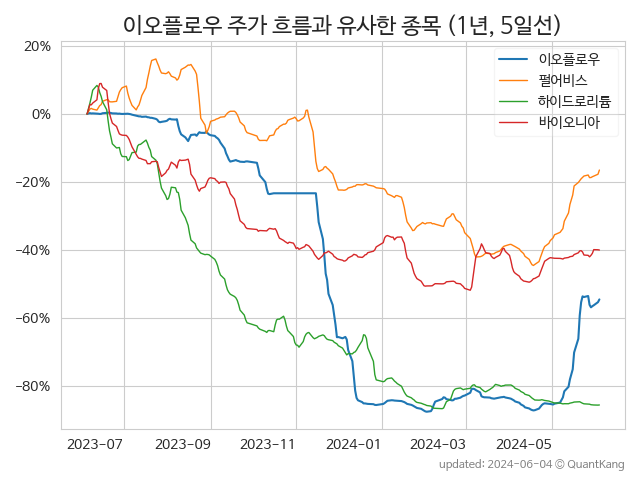 이오플로우 주가 흐름과 유사한 종목 (1년, 5일선)
이오플로우
펄어비스
하이드로리튬
바이오니아
20%
0%
−20%
−40%
−60%
−80%
2023-07 2023-09 2023-11 2024-01 2024-03 2024-05
updated: 2024-06-04 © QuantKang